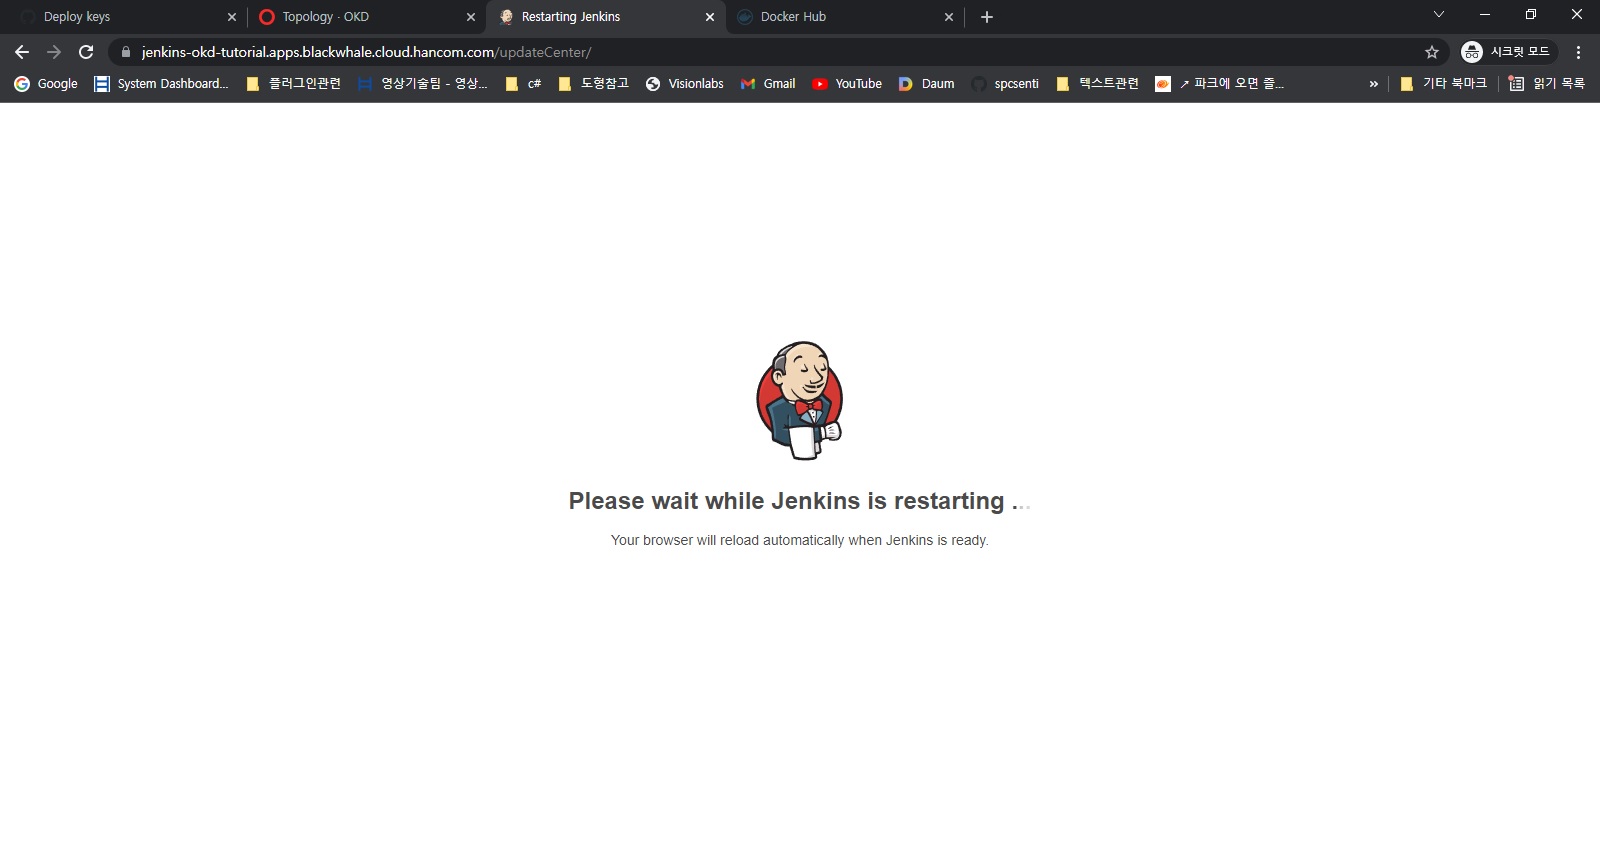 Deploy keys
Topology · OKD
Restarting Jenkins
Docker Hub
jenkins-okd-tutorial.apps.blackwhale.cloud.hancom.com/updateCenter/
시크릿 모드
Google
System Dashboard...
플러그인관련
영상기술팀 - 영상...
c#
도형참고
Visionlabs
Gmail
YouTube
Daum
spcsenti
텍스트관련
↗ 파크에 오면 즐...
»
기타 북마크
읽기 목록
Please wait while Jenkins is restarting ...
Your browser will reload automatically when Jenkins is ready.